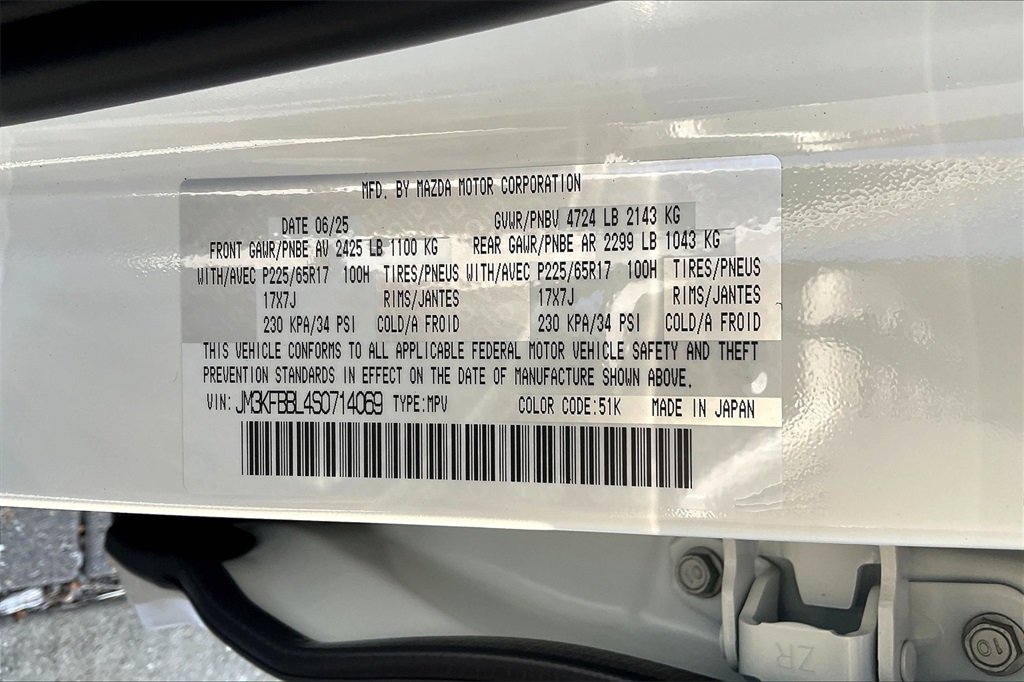 MFD. BY MAZDA MOTOR CORPORATION
DATE 06/25 GVWR/PNBV 4724 LB 2143 KG
FRONT GAWR/PNBE AV 2425 LB 1100 KG REAR GAWR/PNBE AR 2299 LB 1043 KG
WITH/AVEC P225/65R17 100H TIRES/PNEUS WITH/AVEC P225/65R17 100H TIRES/PNEUS
17X7J RIMS/JANTES 17X7J RIMS/JANTES
230 KPA/34 PSI COLD/A FROID 230 KPA/34 PSI COLD/A FROID
THIS VEHICLE CONFORMS TO ALL APPLICABLE FEDERAL MOTOR VEHICLE SAFETY AND THEFT
PREVENTION STANDARDS IN EFFECT ON THE DATE OF MANUFACTURE SHOWN ABOVE.
VIN: JM3KFBBL4S0714069 TYPE:MPV COLOR CODE:51K MADE IN JAPAN
10
10
ZR